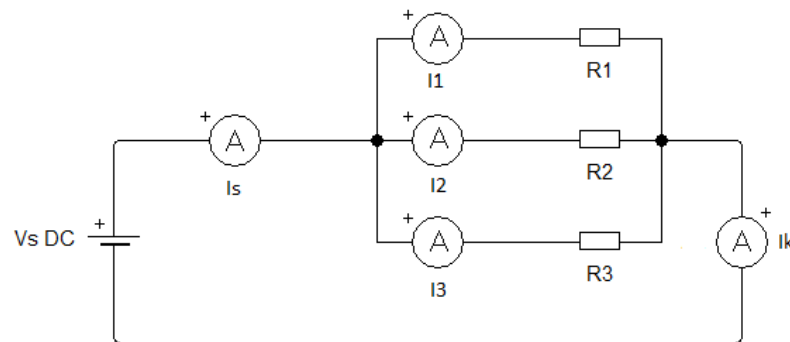 + A
I1
R1
+ A
Is
+ A
I2
R2
+ A
I3
R3
Vs DC +
+ A Ik